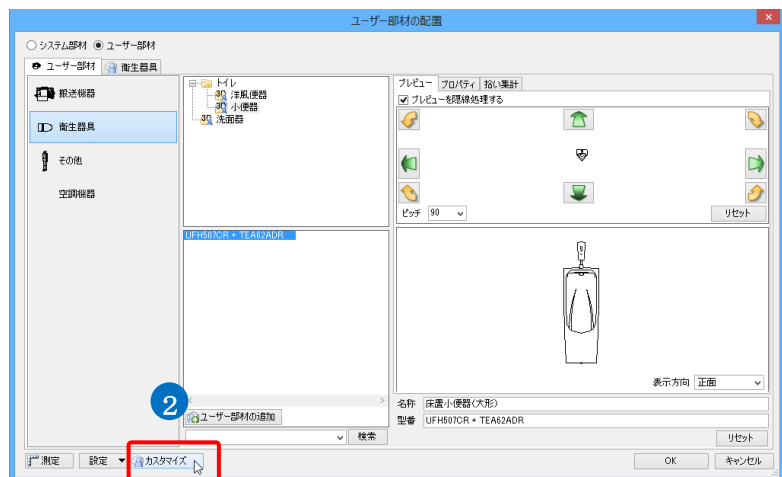 ユーザー部材の配置
システム部材 ユーザー部材
ユーザー部材 衛生器具
搬送機器
衛生器具
その他
空調機器
トイレ
3D 洋風便器
3D 小便器
3D 洗面器
UFH507CR + TEA62ADR
2
ユーザー部材の追加
検索
プレビュー プロパティ 拾い集計
プレビューを隠線処理する
ピッチ 90 リセット
表示方向 正面
名称 床置小便器(大形)
型番 UFH507CR + TEA62ADR
リセット
測定 設定 カスタマイズ OK キャンセル